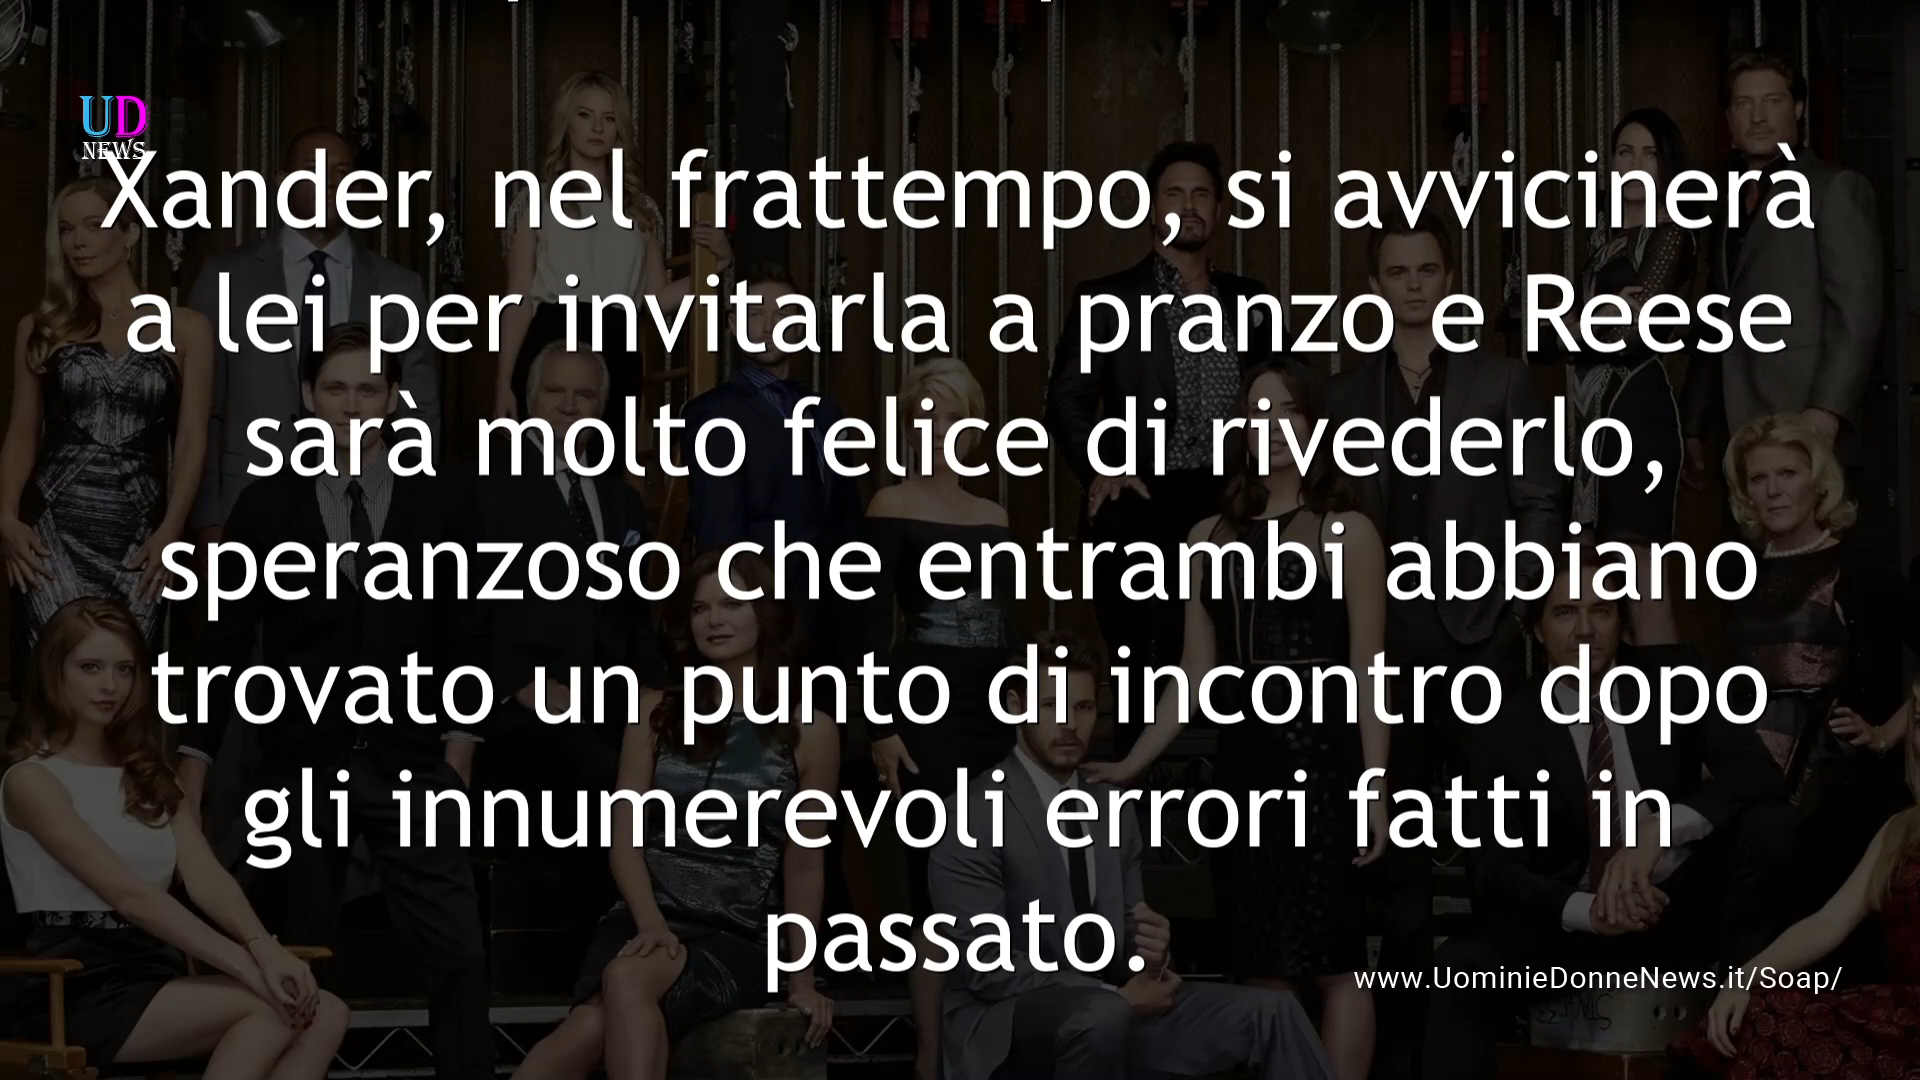 UD
NEWS
Xander, nel frattempo, si avvicinerà
a lei per invitarla a pranzo e Reese
sarà molto felice di rivederlo,
speranzoso che entrambi abbiano
trovato un punto di incontro dopo
gli innumerevoli errori fatti in
passato.
www.UominieDonneNews.it/Soap/